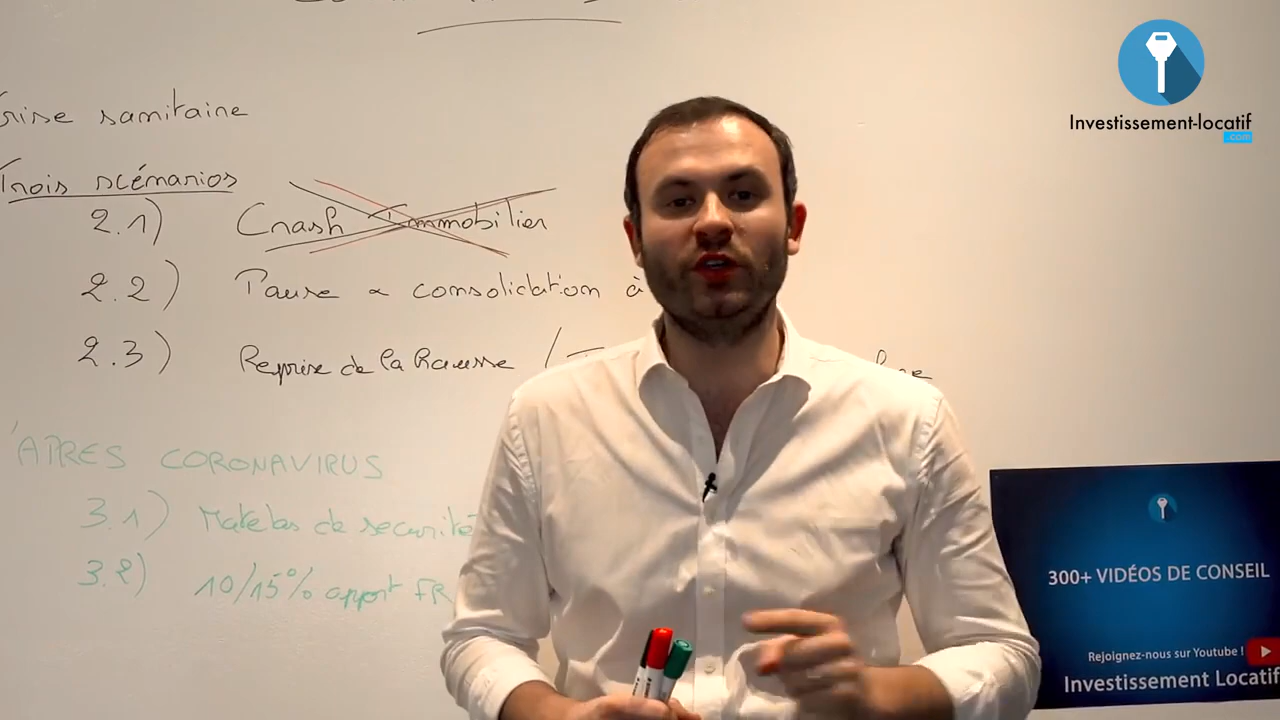 Crise sanitaire
Trois scénarios
2.1) Crash Immobilier
2.2) Pause & consolidation à
2.3) Reprise de la hausse
APRES CORONAVIRUS
3.1) Matelas de securité
3.2) 10/15% apport FR
Investissement-locatif
.com
300+ VIDÉOS DE CONSEIL
Rejoignez-nous sur Youtube !
Investissement Locatif